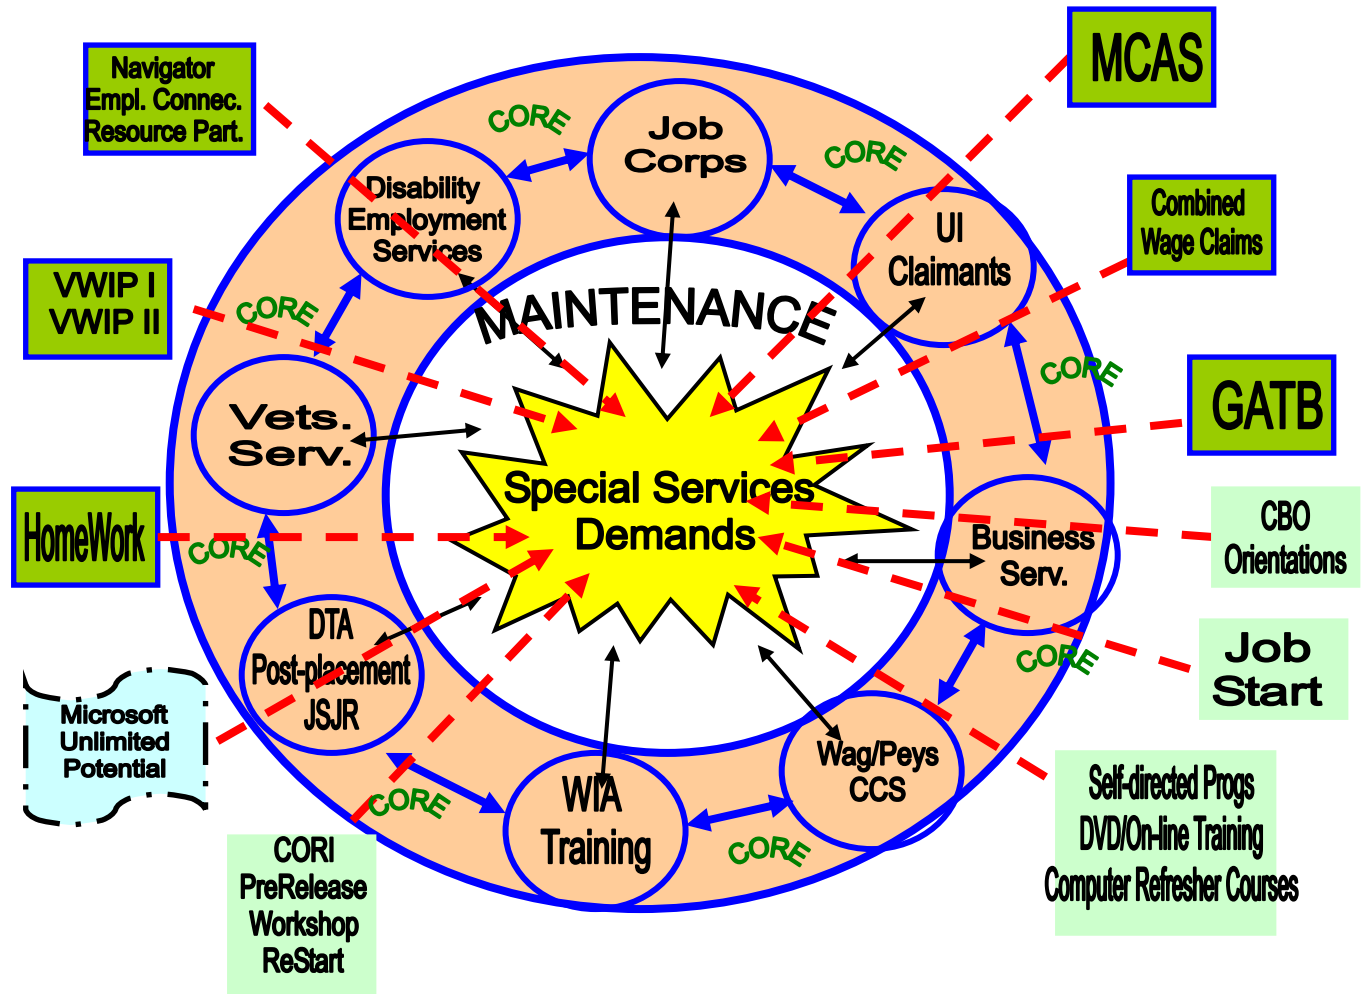 MCAS
Navigator
Empl. Connec.
Resource Part.
CORE
Job
Corps
CORE
Disability
Employment
Services
UI
Claimants
Combined
Wage Claims
VWIP I
VWIP II
CORE
MAINTENANCE
CORE
GATB
Vets.
Serv.
Special Services
Demands
HomeWork
CORE
Business
Serv.
CBO
Orientations
DTA
Post-placement
JSJR
CORE
Job
Start
Microsoft
Unlimited
Potential
Wag/Peys
CCS
WIA
Training
CORE
CORE
Self-directed Progs
DVD/On-line Training
Computer Refresher Courses
CORI
PreRelease
Workshop
ReStart